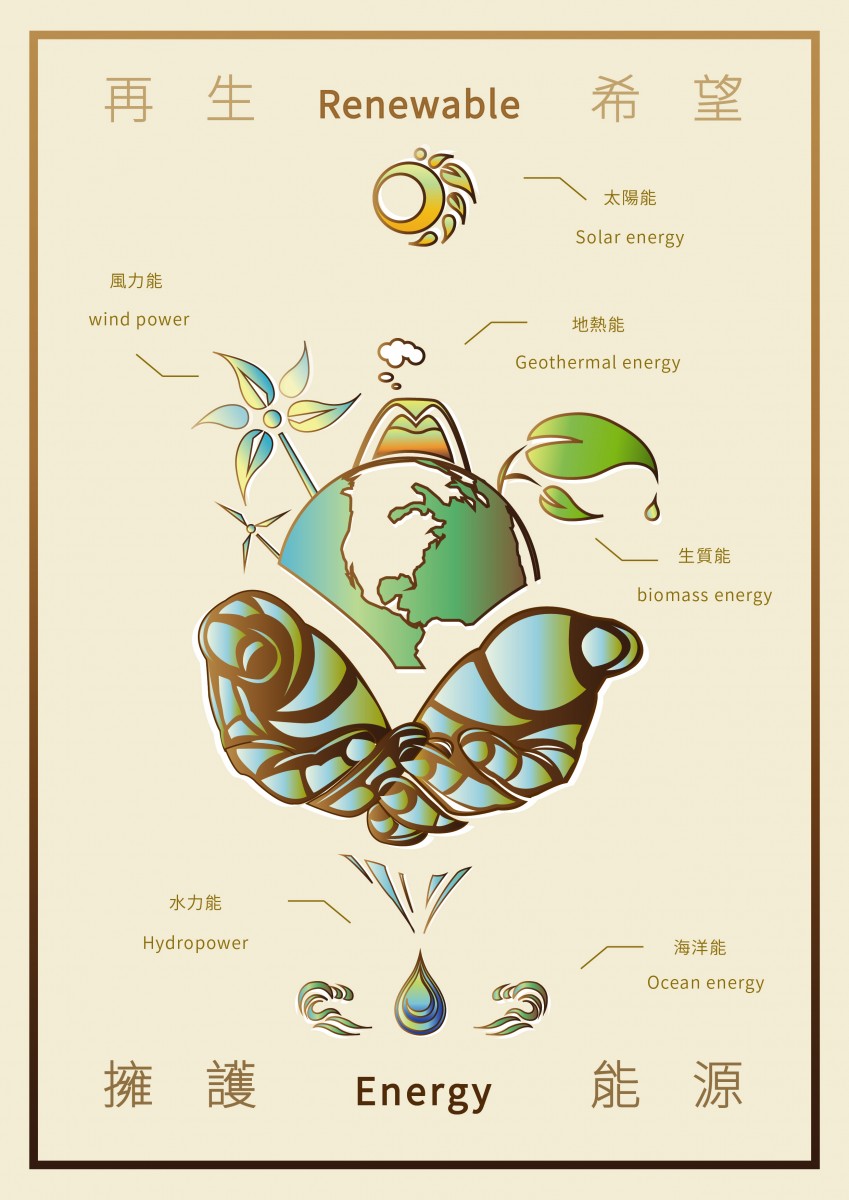 再生 Renewable 希望
太陽能
Solar energy
風力能
wind power
地熱能
Geothermal energy
生質能
biomass energy
水力能
Hydropower
海洋能
Ocean energy
擁護 Energy 能源